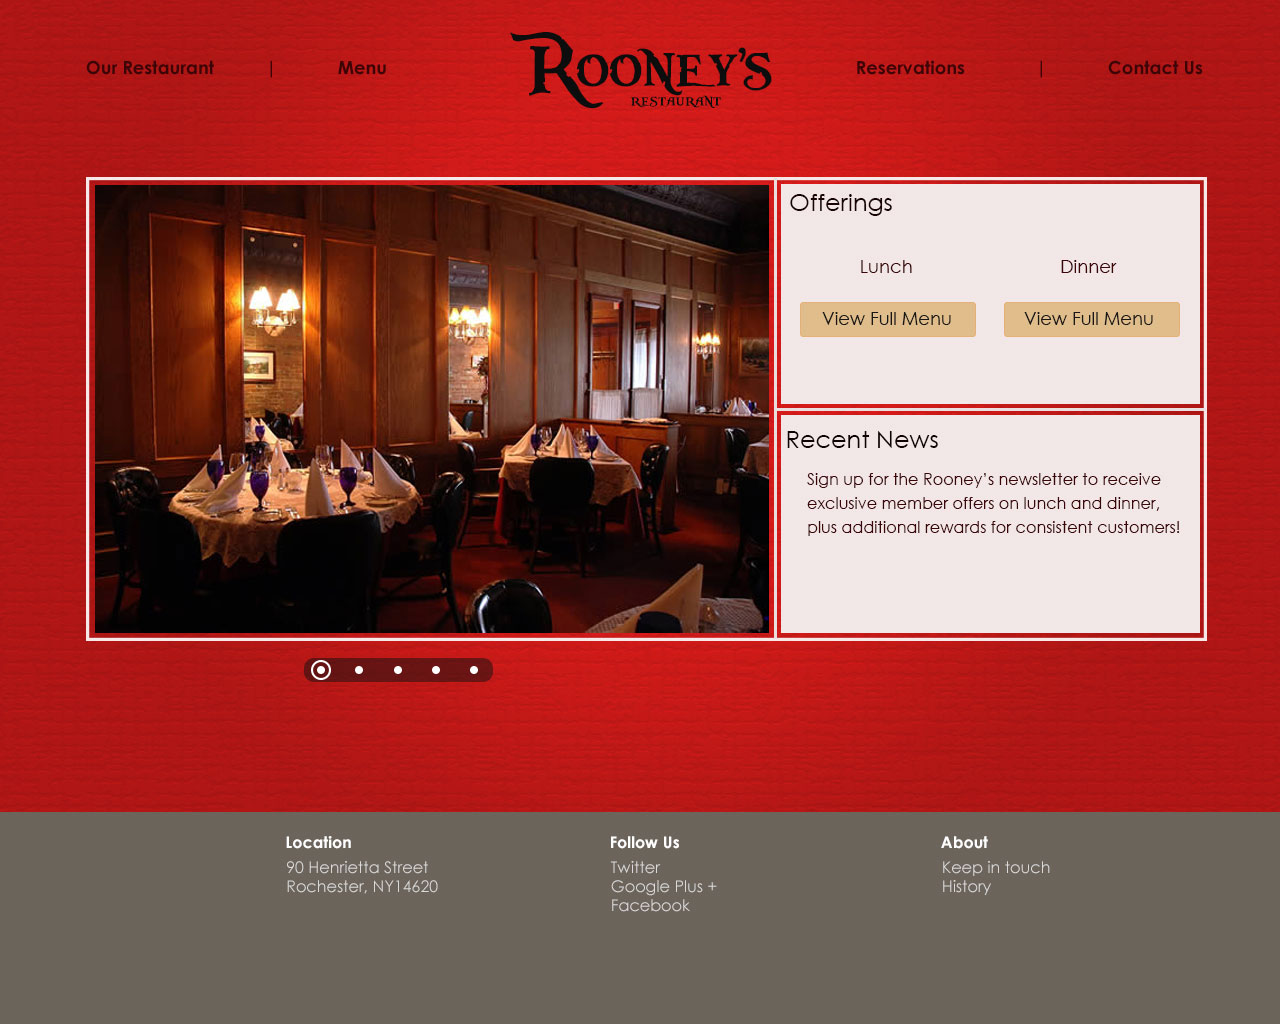 Our Restaurant | Menu
ROONEY'S
RESTAURANT
Reservations | Contact Us
Offerings
Lunch
Dinner
View Full Menu
View Full Menu
Recent News
Sign up for the Rooney's newsletter to receive
exclusive member offers on lunch and dinner,
plus additional rewards for consistent customers!
Location
90 Henrietta Street
Rochester, NY14620
Follow Us
Twitter
Google Plus +
Facebook
About
Keep in touch
History